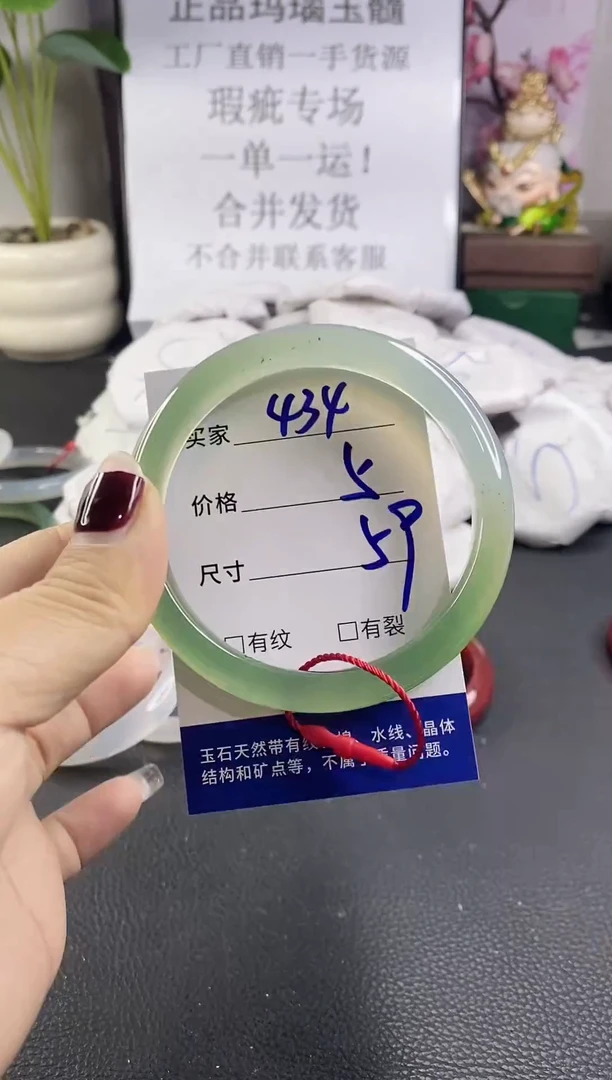 正品玛瑙玉髓
工厂直销一手货源
瑕疵专场
一单一运！
合并发货
不合并联系客服
买家 434
价格 5
尺寸 59
□有纹 □有裂
玉石天然带有纹、棉、水线、晶体
结构和矿点等，不属于质量问题。